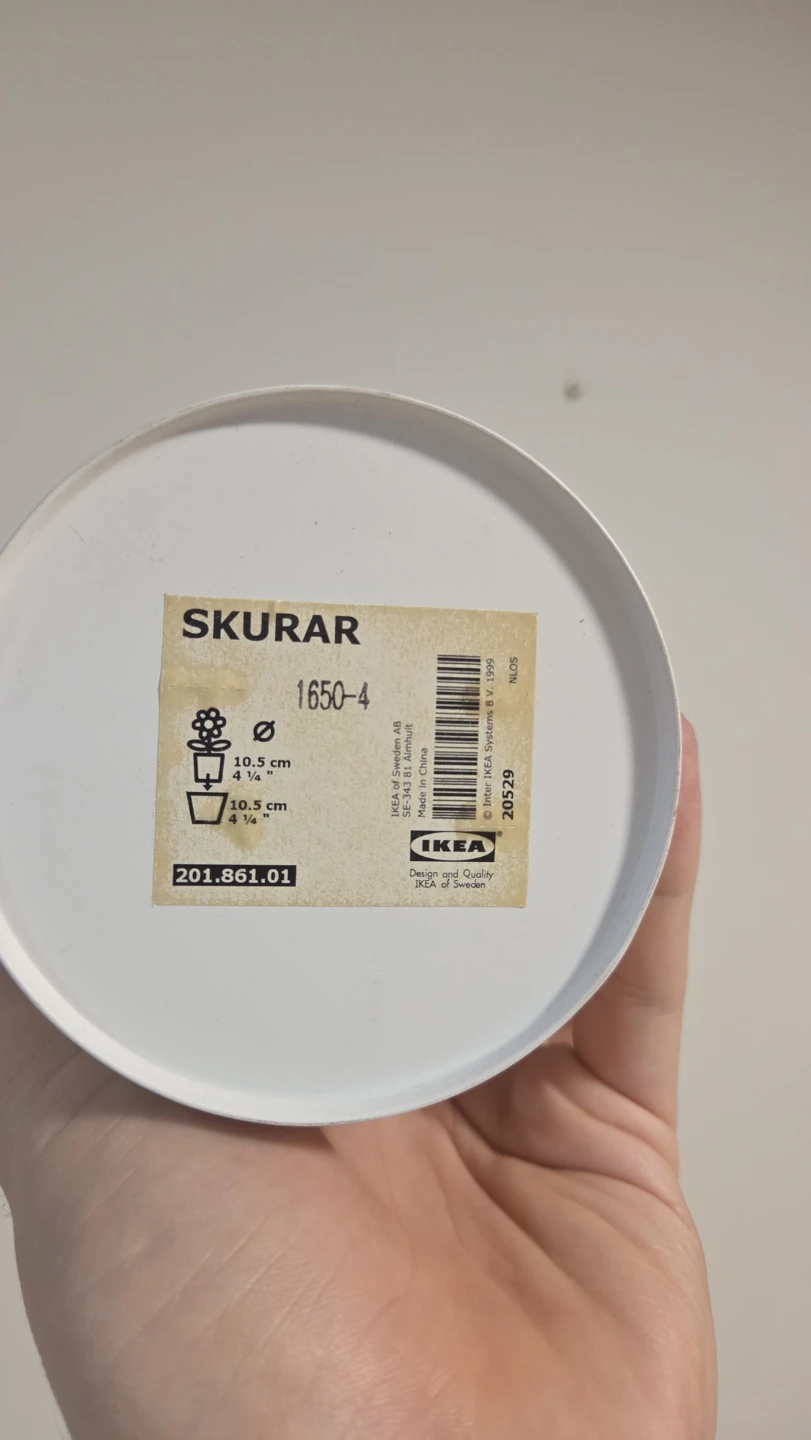 SKURAR
1650-4
Ø
10.5 cm
4 ¼ "
10.5 cm
4 ¼ "
201.861.01
IKEA of Sweden AB
SE-343 81 Älmhult
Made in China
© Inter IKEA Systems B.V. 1999
20529
NLOS
IKEA®
Design and Quality
IKEA of Sweden